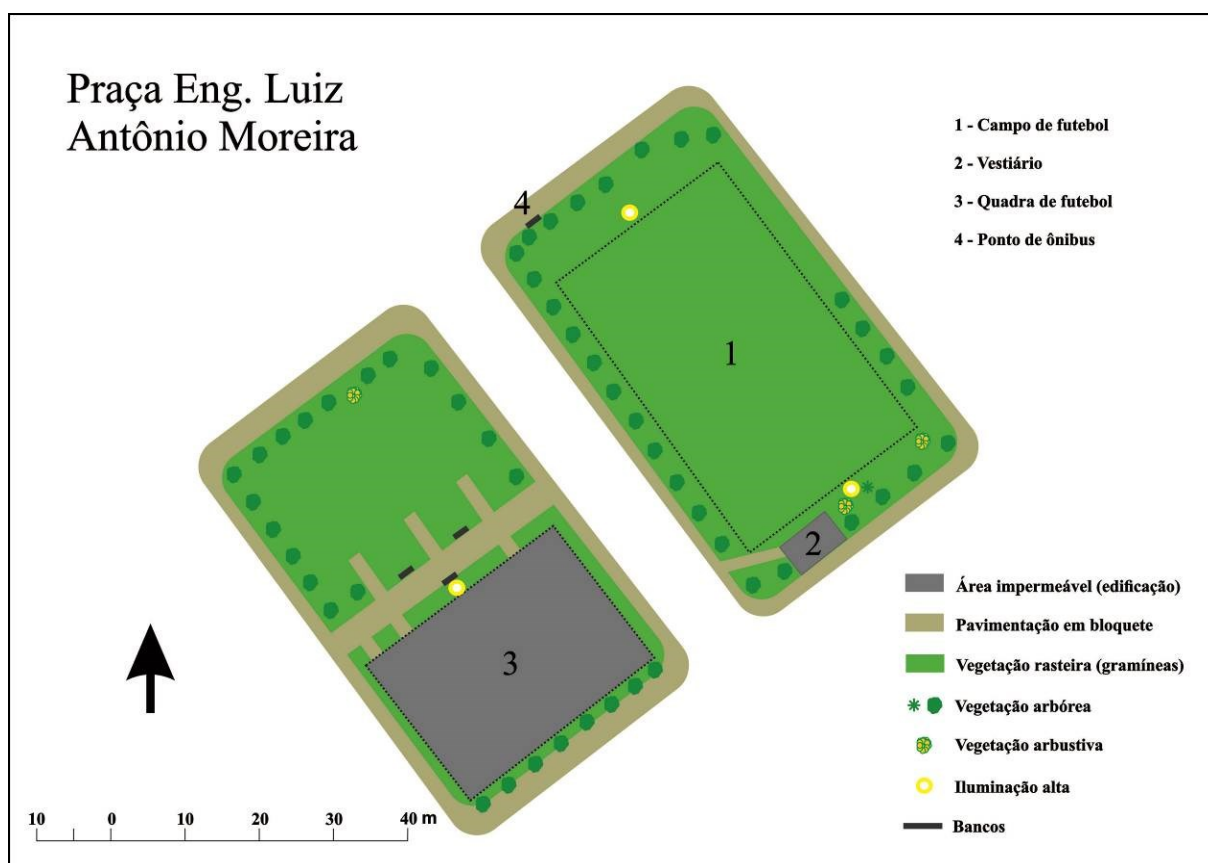 Praça Eng. Luiz
Antônio Moreira
1 - Campo de futebol
2 - Vestiário
3 - Quadra de futebol
4 - Ponto de ônibus
4
1
2
3
Área impermeável (edificação)
Pavimentação em bloquete
Vegetação rasteira (gramíneas)
Vegetação arbórea
Vegetação arbustiva
Iluminação alta
Bancos
10 0 10 20 30 40 m